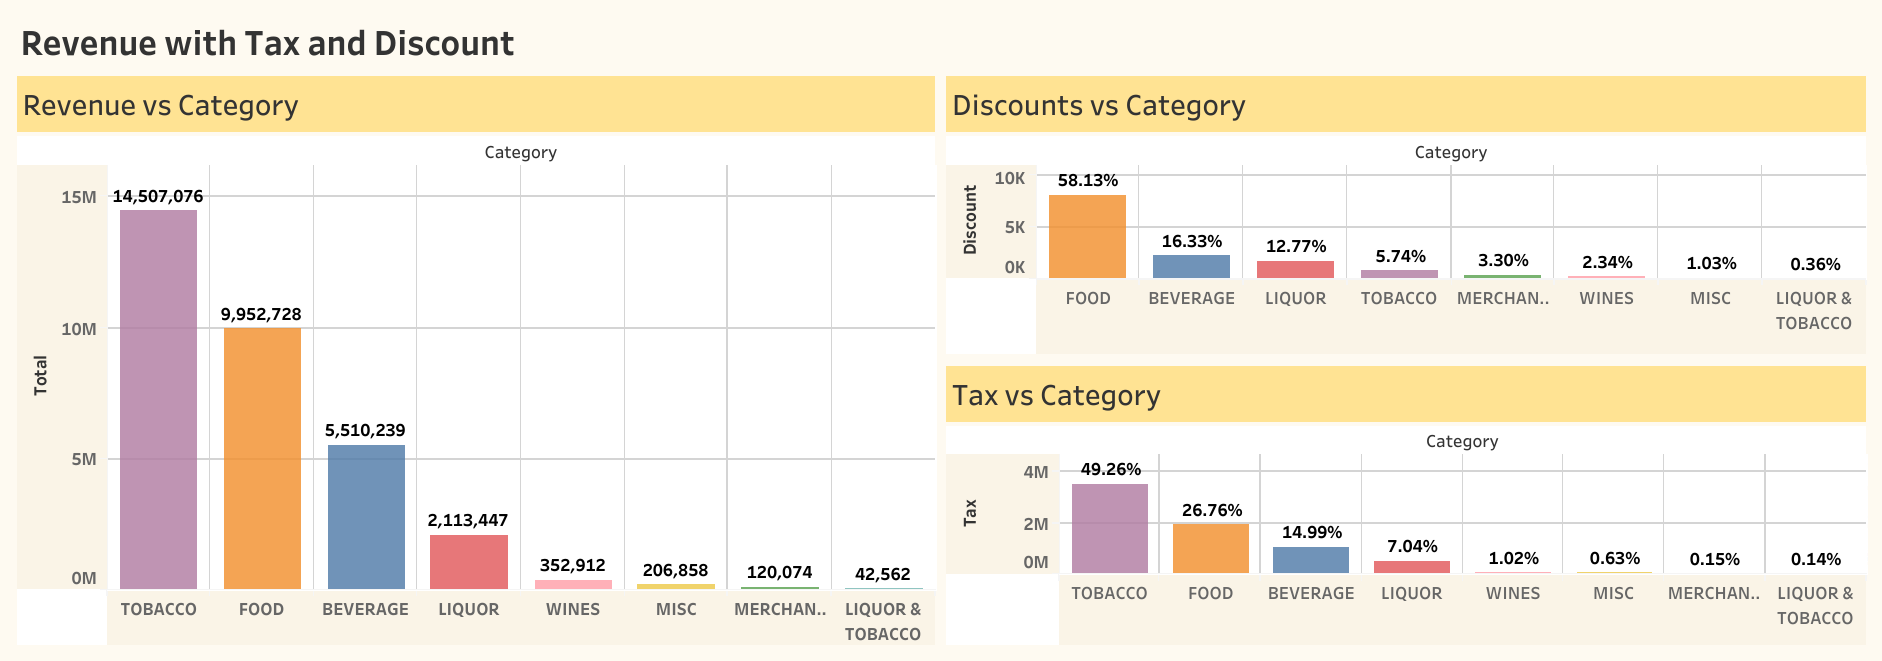 Revenue with Tax and Discount
Revenue vs Category
Category
Total
15M
10M
5M
0M
14,507,076
9,952,728
5,510,239
2,113,447
352,912
206,858
120,074
42,562
TOBACCO
FOOD
BEVERAGE
LIQUOR
WINES
MISC
MERCHAN..
LIQUOR &
TOBACCO
Discounts vs Category
Category
Discount
10K
5K
0K
58.13%
16.33%
12.77%
5.74%
3.30%
2.34%
1.03%
0.36%
FOOD
BEVERAGE
LIQUOR
TOBACCO
MERCHAN..
WINES
MISC
LIQUOR &
TOBACCO
Tax vs Category
Category
Tax
4M
2M
0M
49.26%
26.76%
14.99%
7.04%
1.02%
0.63%
0.15%
0.14%
TOBACCO
FOOD
BEVERAGE
LIQUOR
WINES
MISC
MERCHAN..
LIQUOR &
TOBACCO